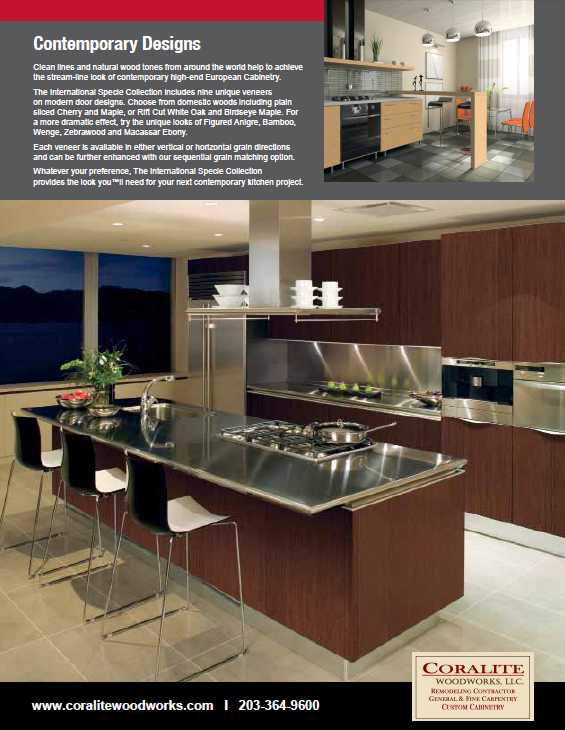 Contemporary Designs
Clean lines and natural wood tones from around the world help to achieve
the stream-line look of contemporary high-end European Cabinetry.
The International Specie Collection includes nine unique veneers
on modern door designs. Choose from domestic woods including plain
sliced Cherry and Maple, or Rift Cut White Oak and Birdseye Maple. For
a more dramatic effect, try the unique looks of Figured Anigre, Bamboo,
Wenge, Zebrawood and Macassar Ebony.
Each veneer is available in either vertical or horizontal grain directions
and can be further enhanced with our sequential grain matching option.
Whatever your preference, The International Specie Collection
provides the look you™ll need for your next contemporary kitchen project.
www.coralitewoodworks.com I 203-364-9600
CORALITE
WOODWORKS, LLC.
REMODELING CONTRACTOR
GENERAL & FINE CARPENTRY
CUSTOM CABINETRY